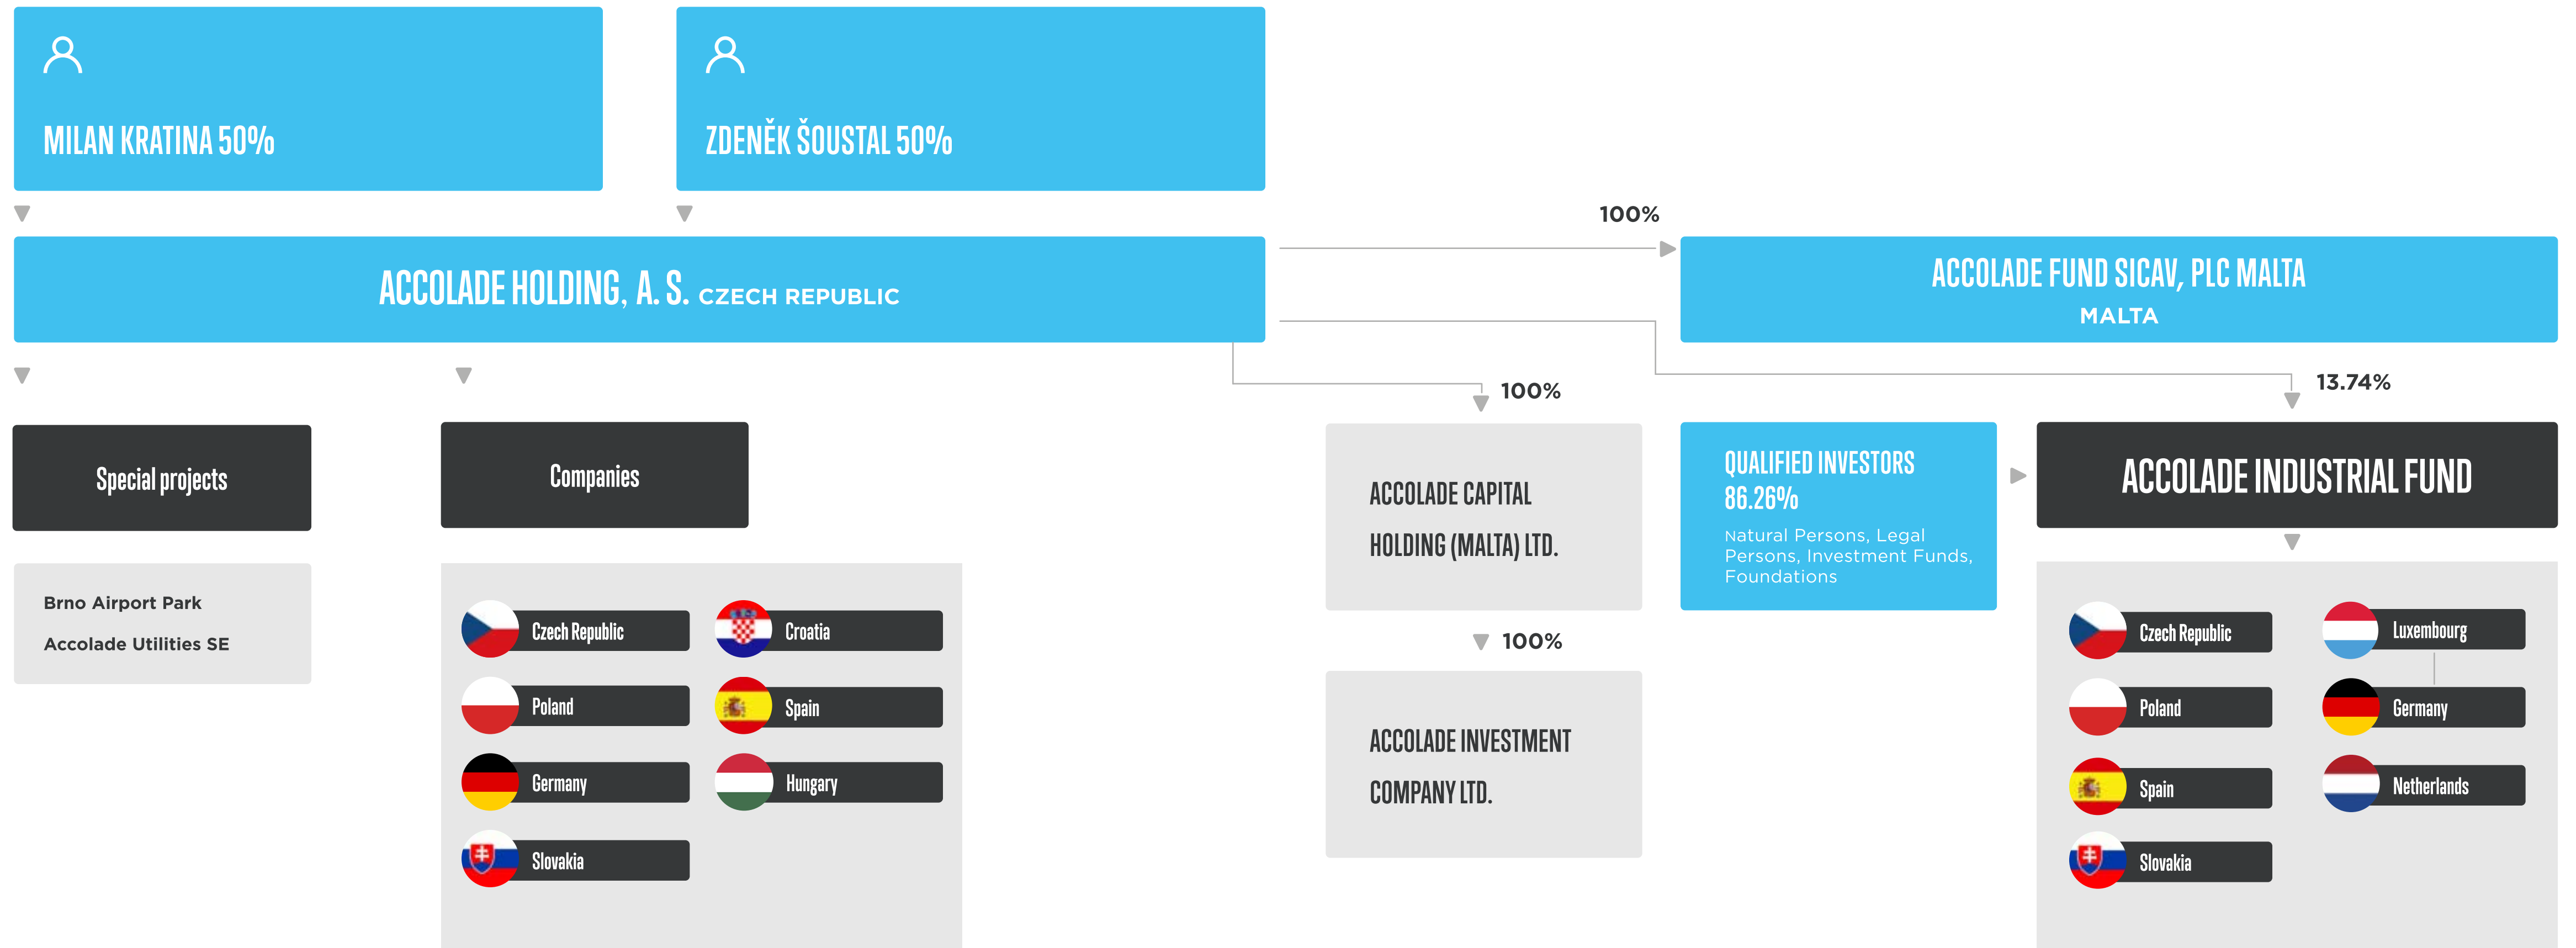 MILAN KRATINA 50%
ZDENĚK ŠOUSTAL 50%
100%
ACCOLADE HOLDING, A. S. CZECH REPUBLIC
ACCOLADE FUND SICAV, PLC MALTA
MALTA
100%
13.74%
Special projects
Companies
ACCOLADE CAPITAL
HOLDING (MALTA) LTD.
QUALIFIED INVESTORS
86.26%
Natural Persons, Legal
Persons, Investment Funds,
Foundations
ACCOLADE INDUSTRIAL FUND
Brno Airport Park
Accolade Utilities SE
Czech Republic
Croatia
Poland
Spain
Germany
Hungary
Slovakia
100%
ACCOLADE INVESTMENT
COMPANY LTD.
Czech Republic
Luxembourg
Poland
Germany
Spain
Netherlands
Slovakia